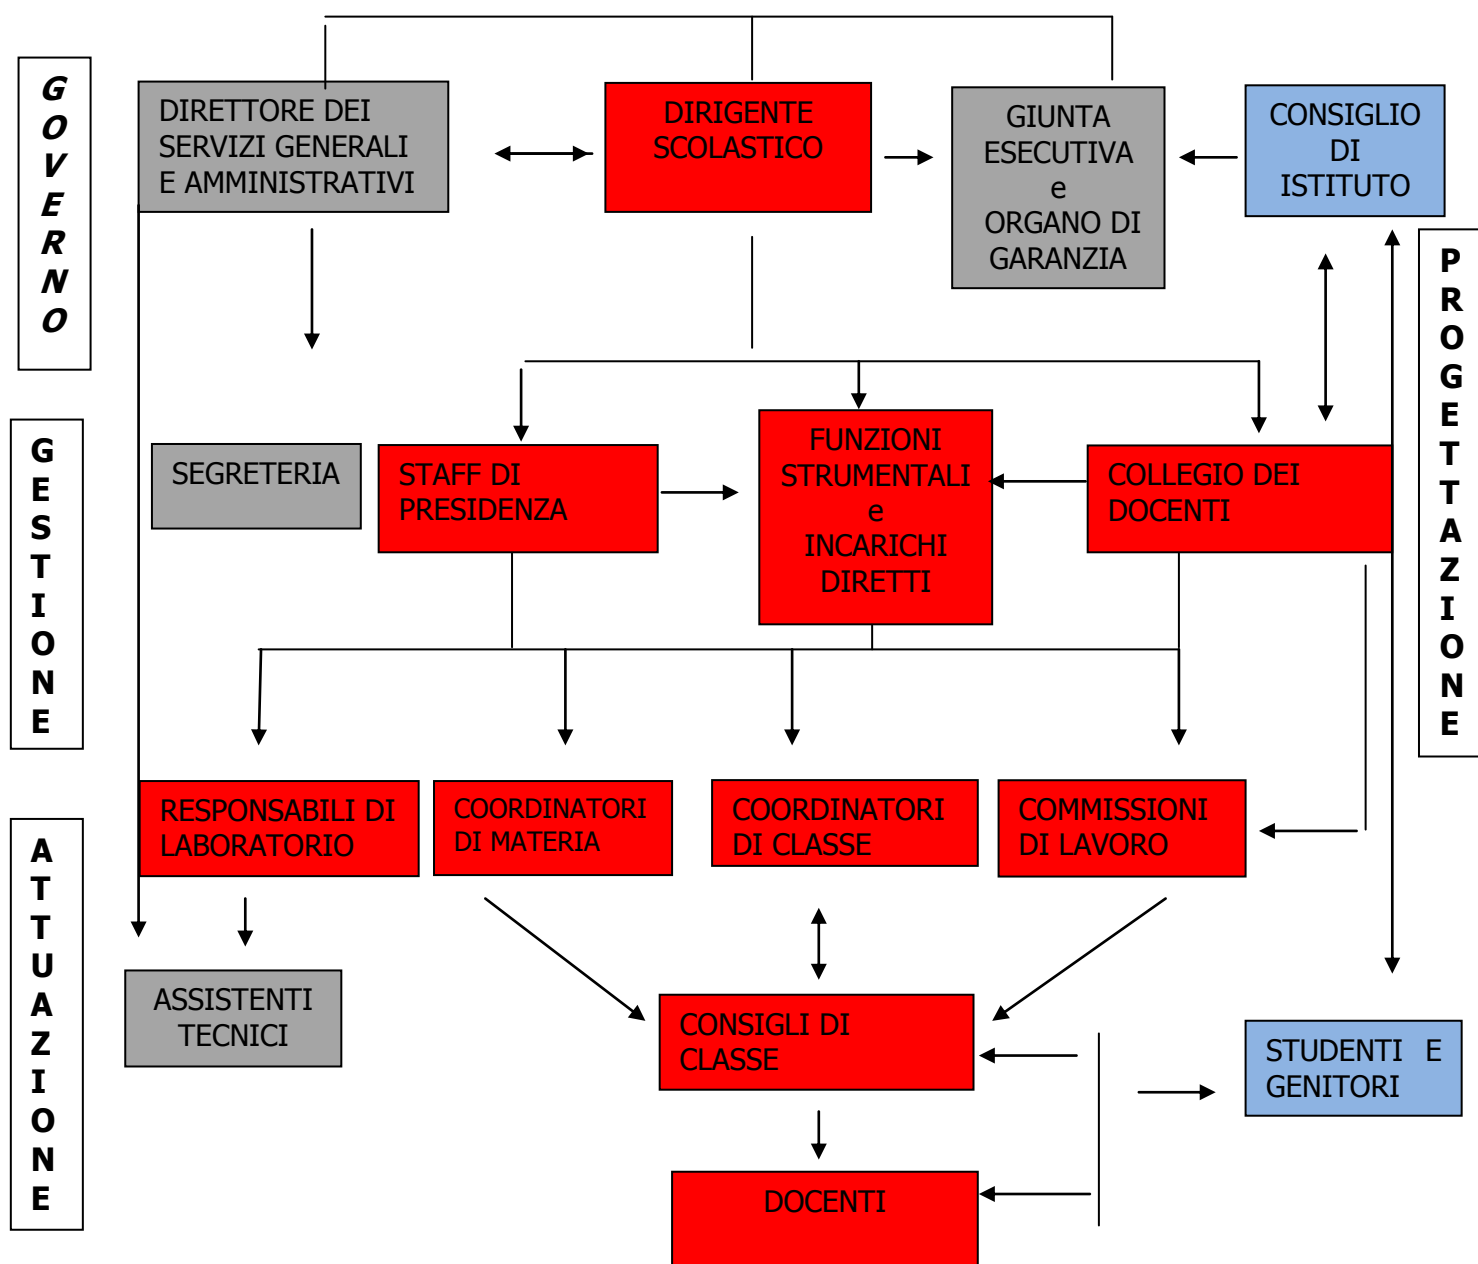 GOVERNO
DIRETTORE DEI
SERVIZI GENERALI
E AMMINISTRATIVI
DIRIGENTE
SCOLASTICO
GIUNTA
ESECUTIVA
e
ORGANO DI
GARANZIA
CONSIGLIO
DI
ISTITUTO
PROGETTAZIONE
GESTIONE
SEGRETERIA
STAFF DI
PRESIDENZA
FUNZIONI
STRUMENTALI
e
INCARICHI
DIRETTI
COLLEGIO DEI
DOCENTI
ATTUAZIONE
RESPONSABILI DI
LABORATORIO
COORDINATORI
DI MATERIA
COORDINATORI
DI CLASSE
COMMISSIONI
DI LAVORO
ASSISTENTI
TECNICI
CONSIGLI DI
CLASSE
STUDENTI E
GENITORI
DOCENTI